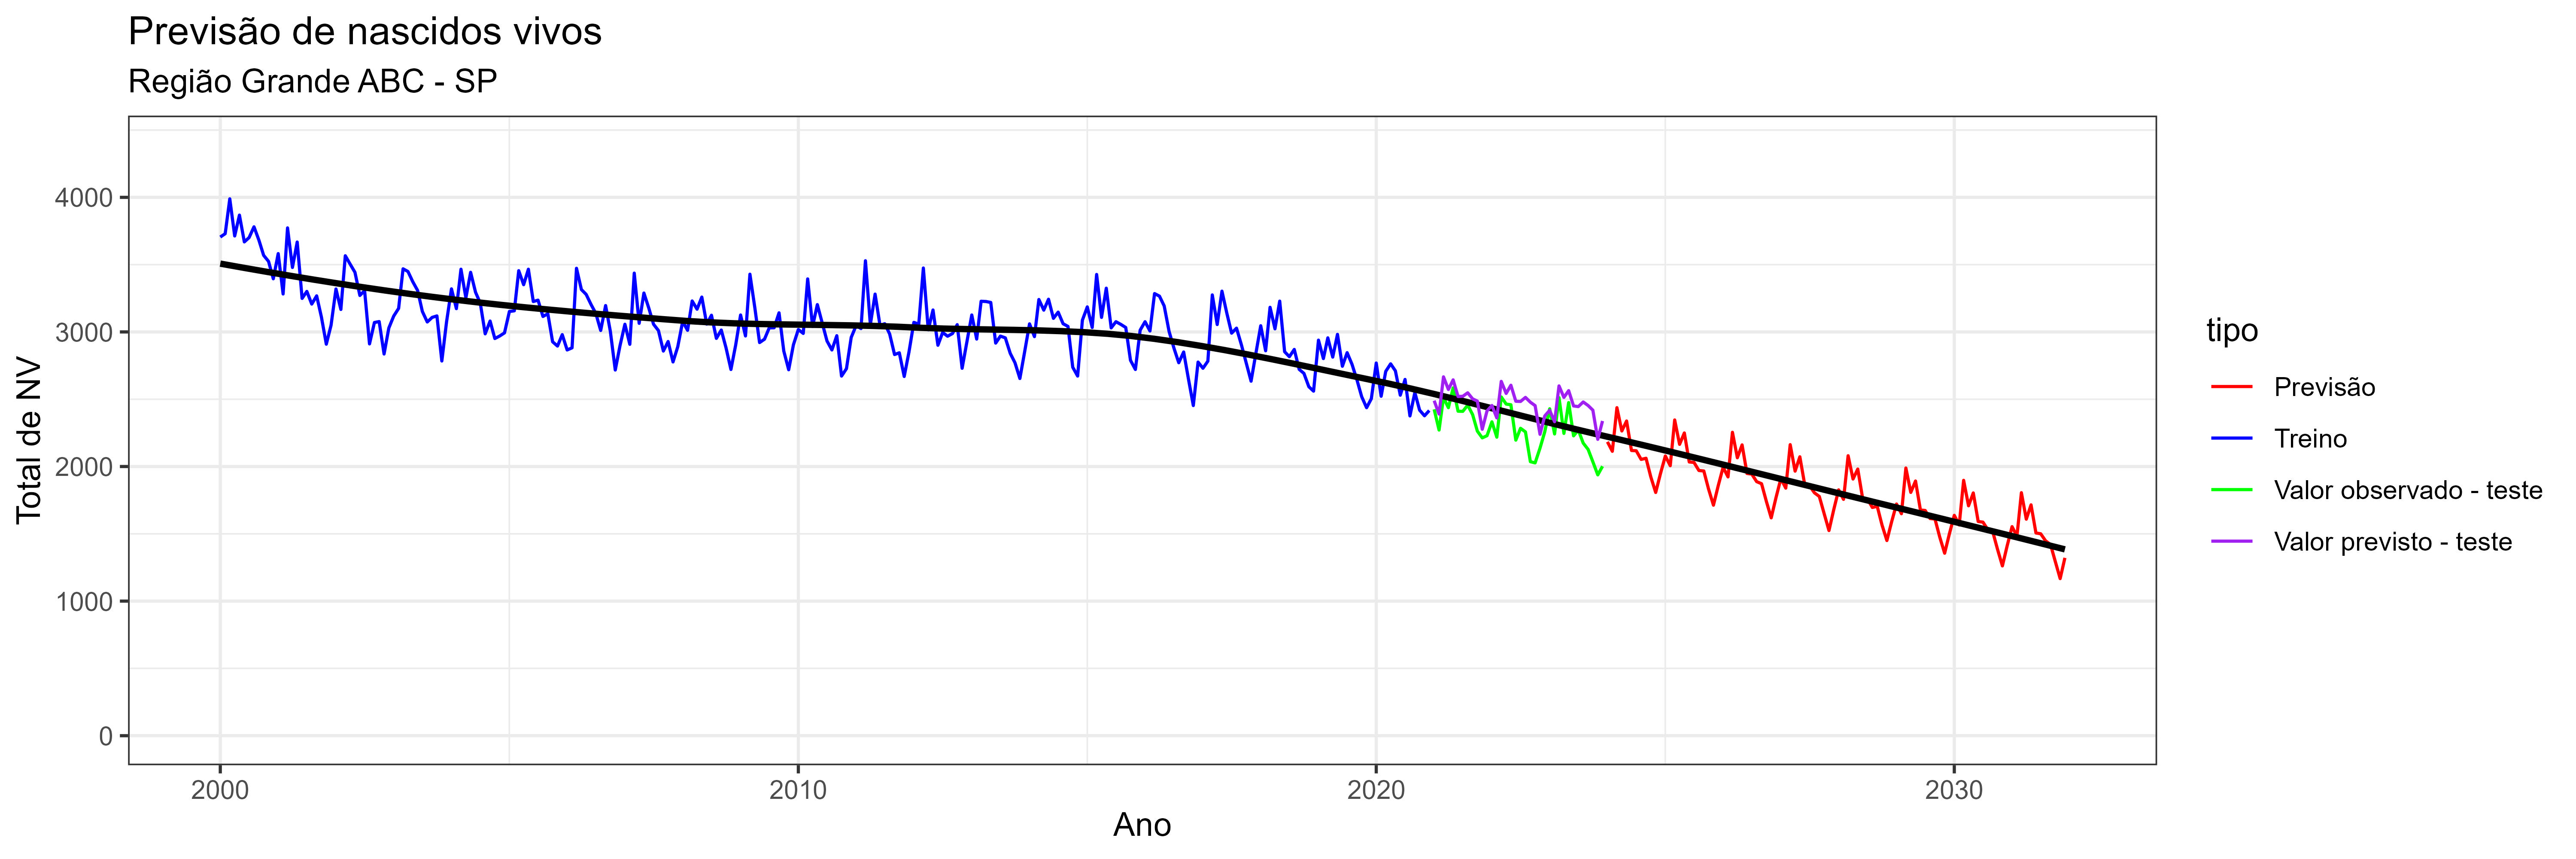 Previsão de nascidos vivos
Região Grande ABC - SP
Total de NV
4000
3000
2000
1000
0
2000
2010
2020
2030
Ano
tipo
Previsão
Treino
Valor observado - teste
Valor previsto - teste